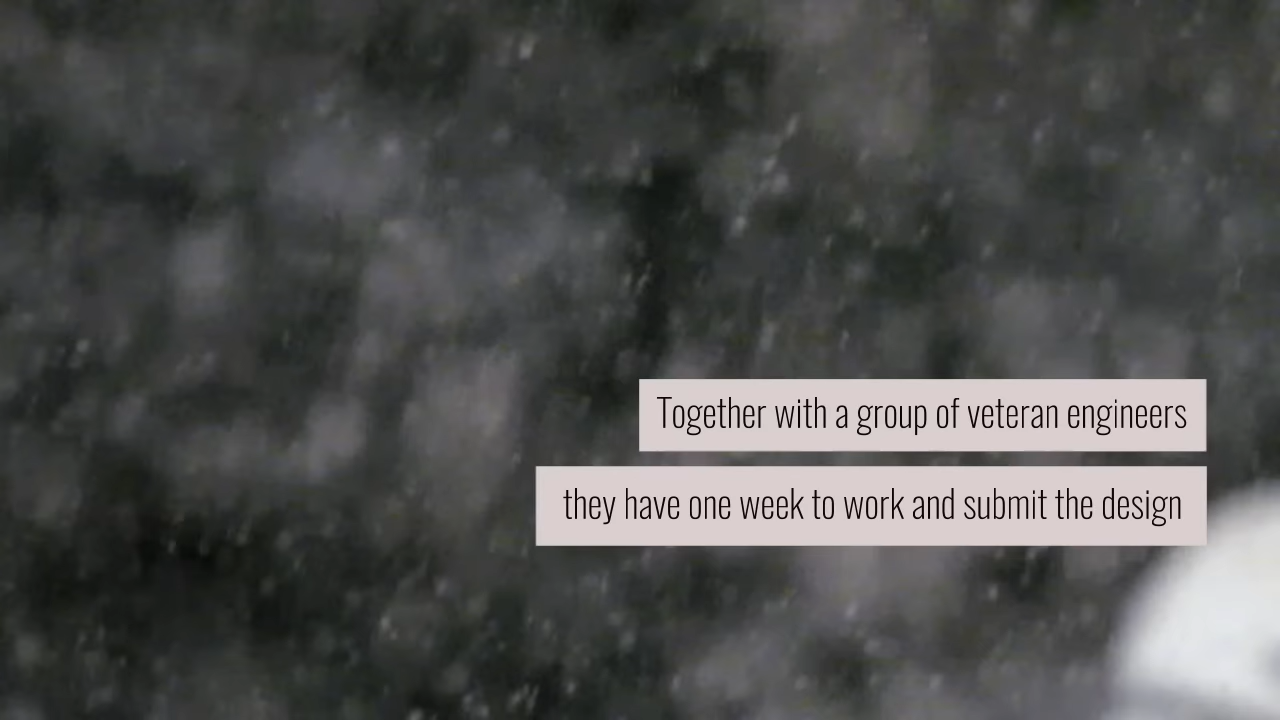 Together with a group of veteran engineers
they have one week to work and submit the design